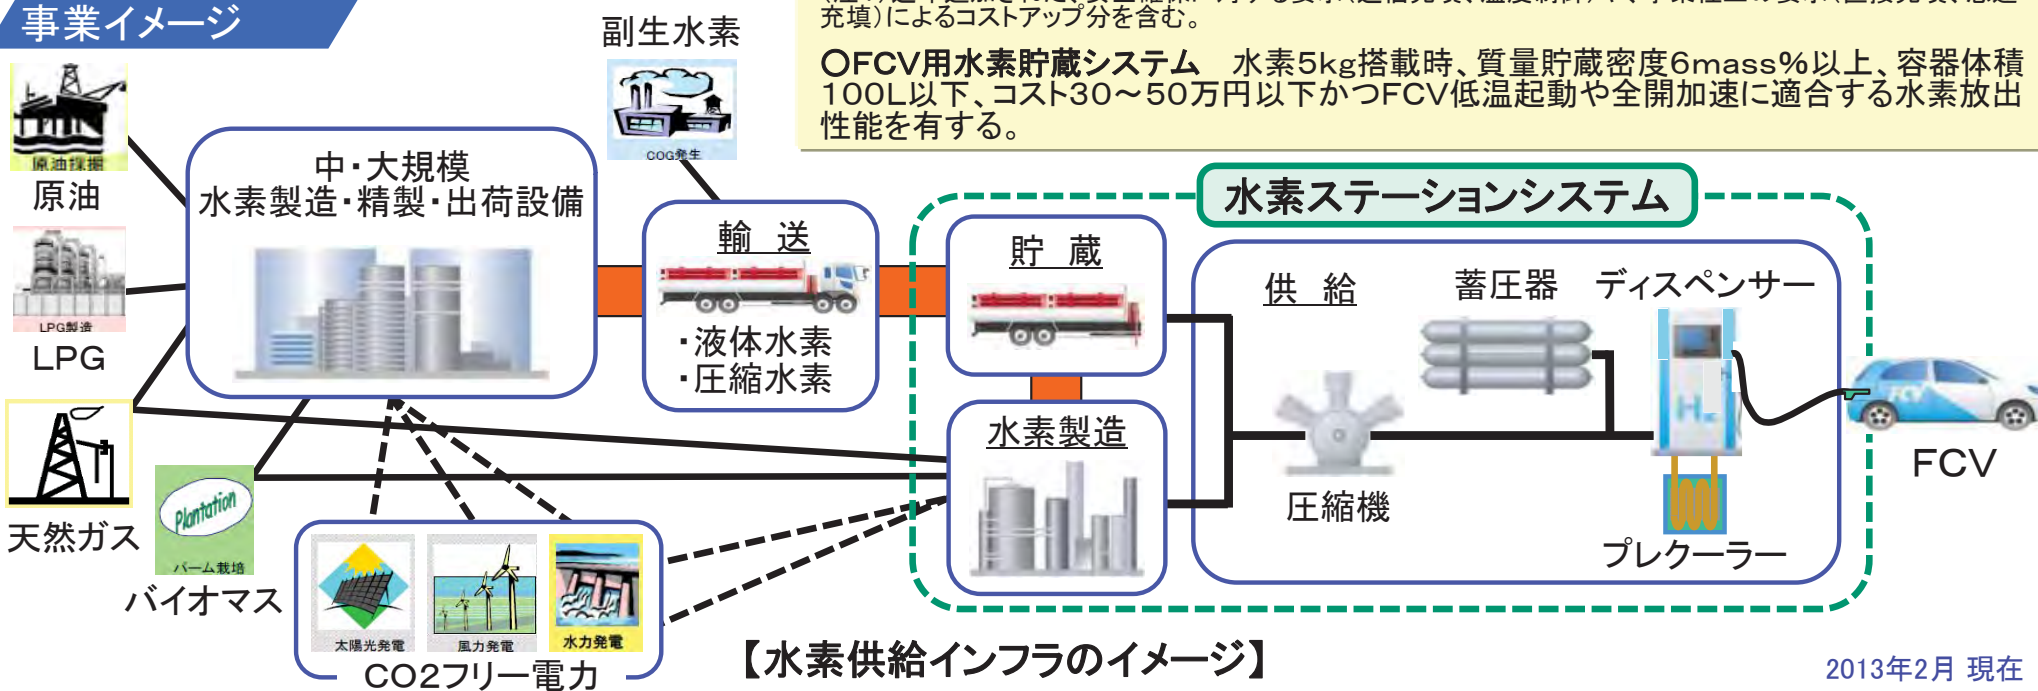 事業イメージ
充填)によるコストアップ分を含む。
○FCV用水素貯蔵システム 水素5kg搭載時、質量貯蔵密度6mass%以上、容器体積
100L以下、コスト30～50万円以下かつFCV低温起動や全開加速に適合する水素放出
性能を有する。
副生水素
COG発生
原油採掘
原油
LPG製造
LPG
天然ガス
Plantation
パーム栽培
バイオマス
中・大規模
水素製造・精製・出荷設備
輸 送
・液体水素
・圧縮水素
水素ステーションシステム
貯 蔵
水素製造
供 給
蓄圧器
ディスペンサー
圧縮機
プレクーラー
FCV
FCV
太陽光発電
風力発電
水力発電
CO2フリー電力
【水素供給インフラのイメージ】
2013年2月 現在